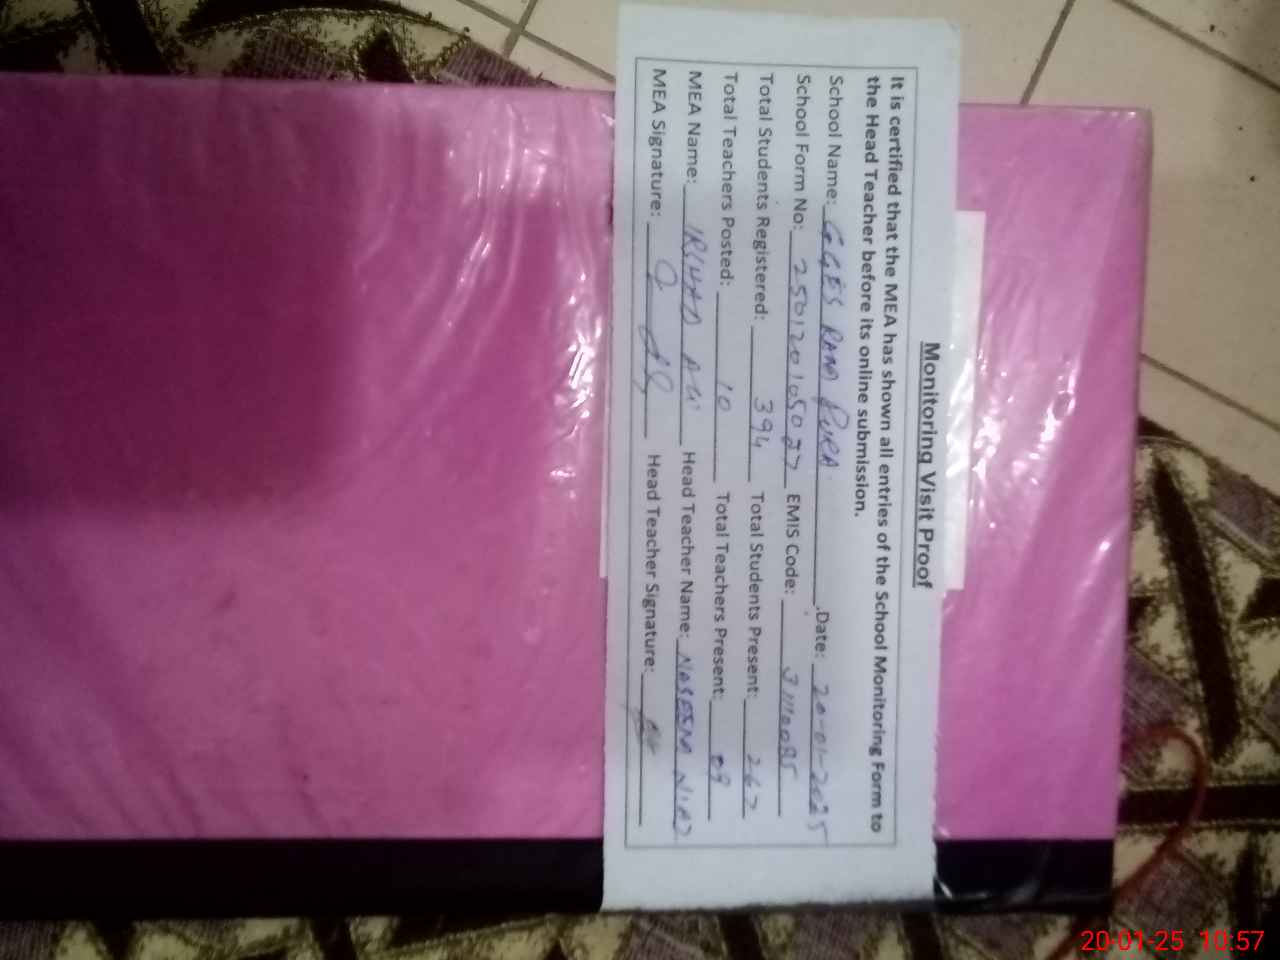 Monitoring Visit Proof
It is certified that the MEA has shown all entries of the School Monitoring Form to
the Head Teacher before its online submission.
School Name: GGES RAM PURA Date: 20-01-2025
School Form No: EMIS Code:
Total Students Registered: 394 Total Students Present: 267
Total Teachers Posted: 10 Total Teachers Present: 09
MEA Name: Head Teacher Name: NASEEM NIAZ
MEA Signature: Head Teacher Signature:
20-01-25 10:57